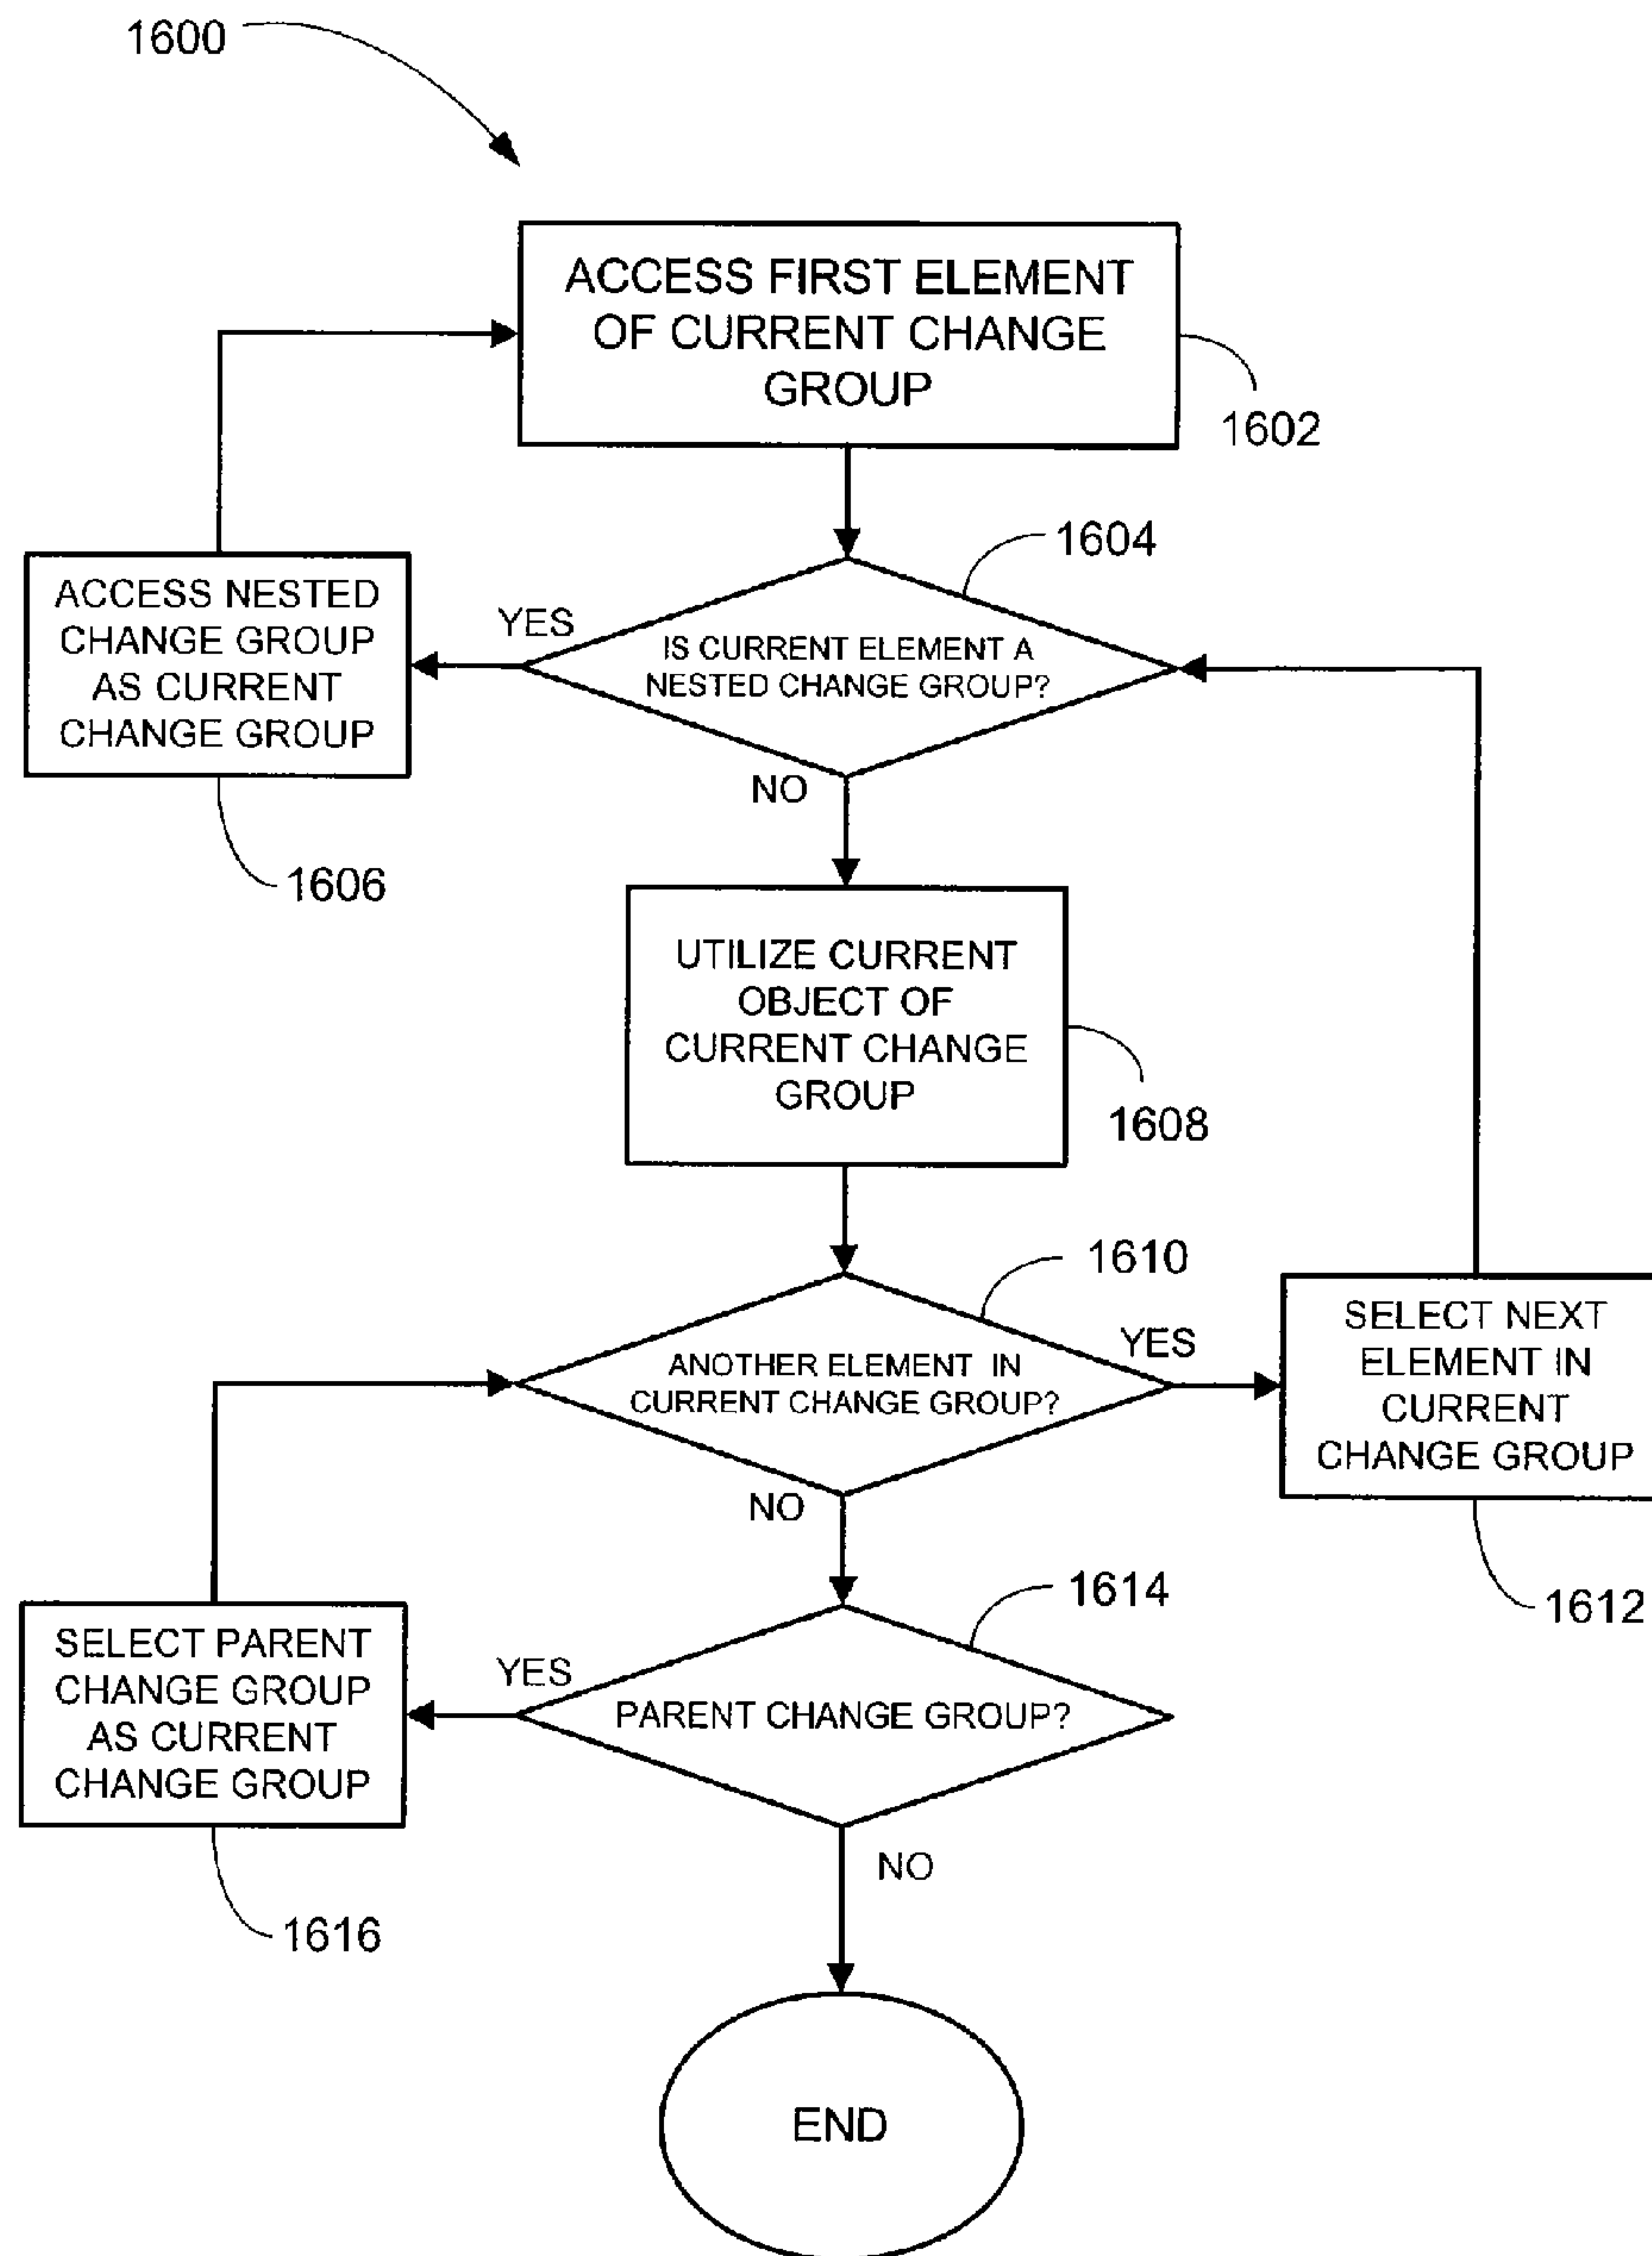 1600
ACCESS FIRST ELEMENT
OF CURRENT CHANGE
GROUP
1602
1604
ACCESS NESTED
CHANGE GROUP
AS CURRENT
CHANGE GROUP
YES
IS CURRENT ELEMENT A
NESTED CHANGE GROUP?
NO
1606
UTILIZE CURRENT
OBJECT OF
CURRENT CHANGE
GROUP
1608
1610
ANOTHER ELEMENT IN
CURRENT CHANGE GROUP?
YES
SELECT NEXT
ELEMENT IN
CURRENT
CHANGE GROUP
NO
1612
1614
SELECT PARENT
CHANGE GROUP
AS CURRENT
CHANGE GROUP
YES
PARENT CHANGE GROUP?
NO
1616
END